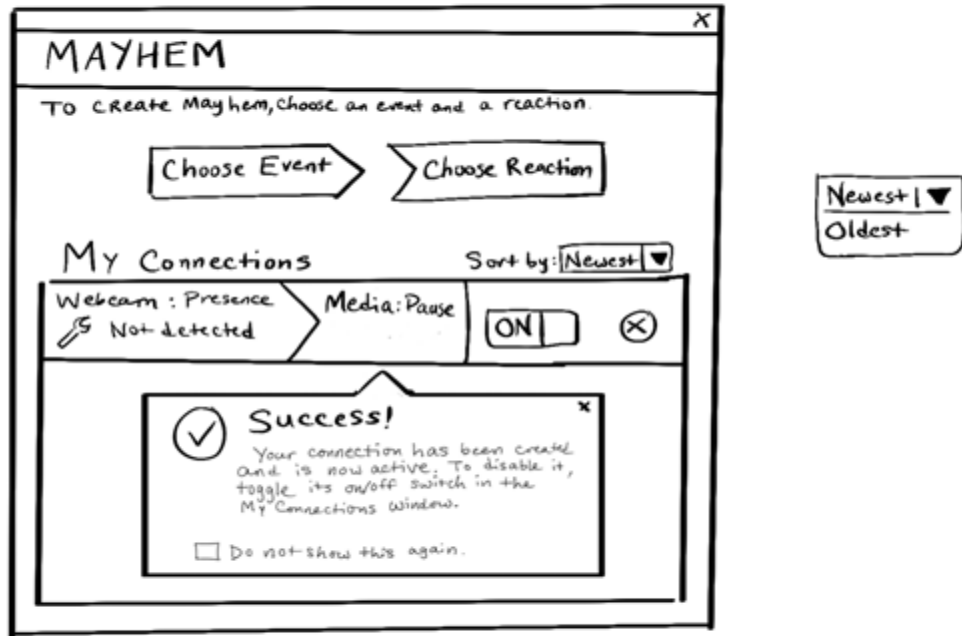 x
MAYHEM
To Create Mayhem, choose an event and a reaction.
Choose Event
Choose Reaction
My Connections
Sort by: Newest
Webcam: Presence
Not detected
Media: Pause
ON
x
Success!
x
Your connection has been created
and is now active. To disable it,
toggle its on/off switch in the
My Connections window.
Do not show this again.
Newest
Oldest